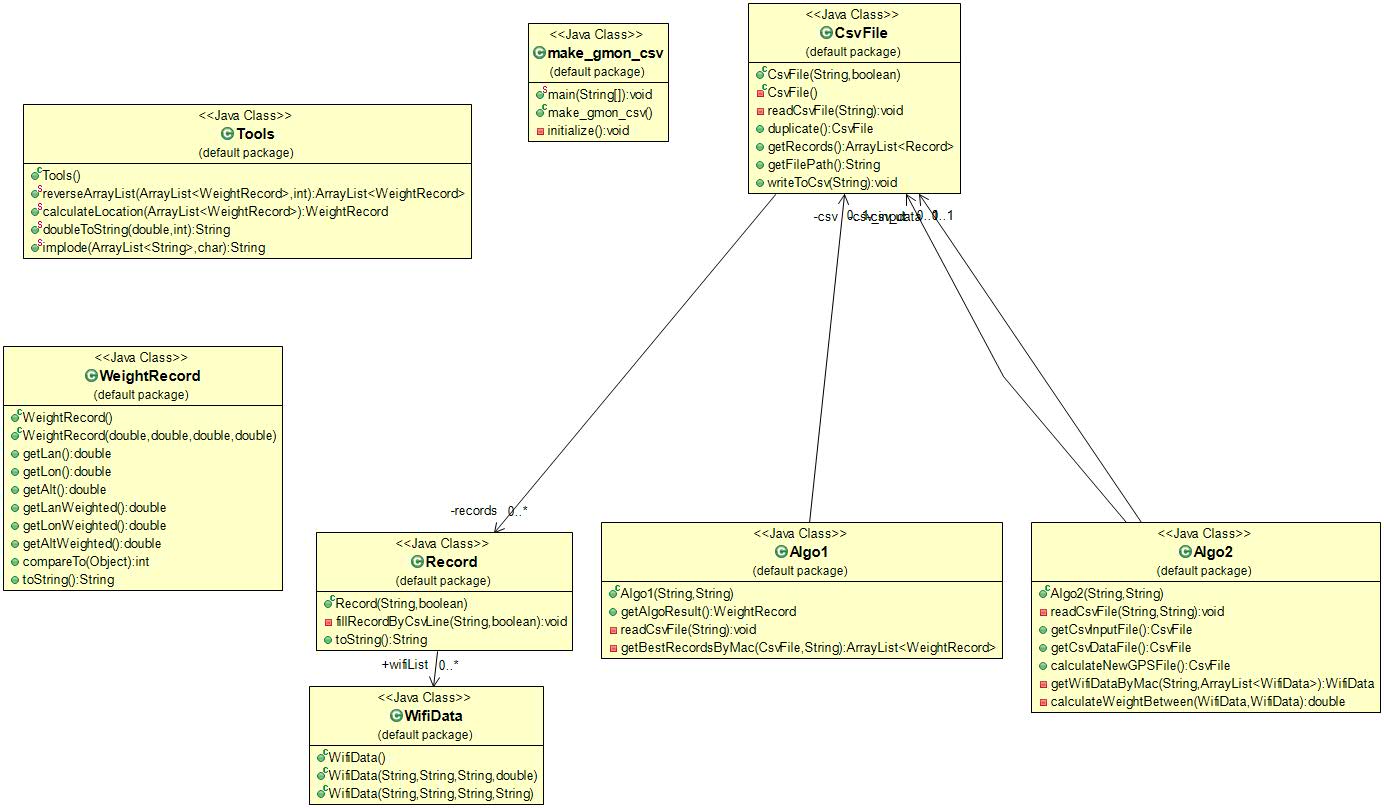 <<Java Class>>
CsvFile
(default package)
CsvFile(String,boolean)
CsvFile()
readCsvFile(String):void
duplicate():CsvFile
getRecords():ArrayList<Record>
getFilePath():String
writeToCsv(String):void
<<Java Class>>
make_gmon_csv
(default package)
main(String[]):void
make_gmon_csv()
initialize():void
<<Java Class>>
Tools
(default package)
Tools()
reverseArrayList(ArrayList<WeightRecord>,int):ArrayList<WeightRecord>
calculateLocation(ArrayList<WeightRecord>):WeightRecord
doubleToString(double,int):String
implode(ArrayList<String>,char):String
-csv
0..1
<<Java Class>>
WeightRecord
(default package)
WeightRecord()
WeightRecord(double,double,double,double)
getLan():double
getLon():double
getAlt():double
getLanWeighted():double
getLonWeighted():double
getAltWeighted():double
compareTo(Object):int
toString():String
-records 0..*
<<Java Class>>
Record
(default package)
Record(String,boolean)
fillRecordByCsvLine(String,boolean):void
toString():String
<<Java Class>>
Algo1
(default package)
Algo1(String,String)
getAlgoResult():WeightRecord
readCsvFile(String):void
getBestRecordsByMac(CsvFile,String):ArrayList<WeightRecord>
<<Java Class>>
Algo2
(default package)
Algo2(String,String)
readCsvFile(String,String):void
getCsvInputFile():CsvFile
getCsvDataFile():CsvFile
calculateNewGPSFile():CsvFile
getWifiDataByMac(String,ArrayList<WifiData>):WifiData
calculateWeightBetween(WifiData,WifiData):double
+wifiList 0..*
<<Java Class>>
WifiData
(default package)
WifiData()
WifiData(String,String,String,double)
WifiData(String,String,String,String)